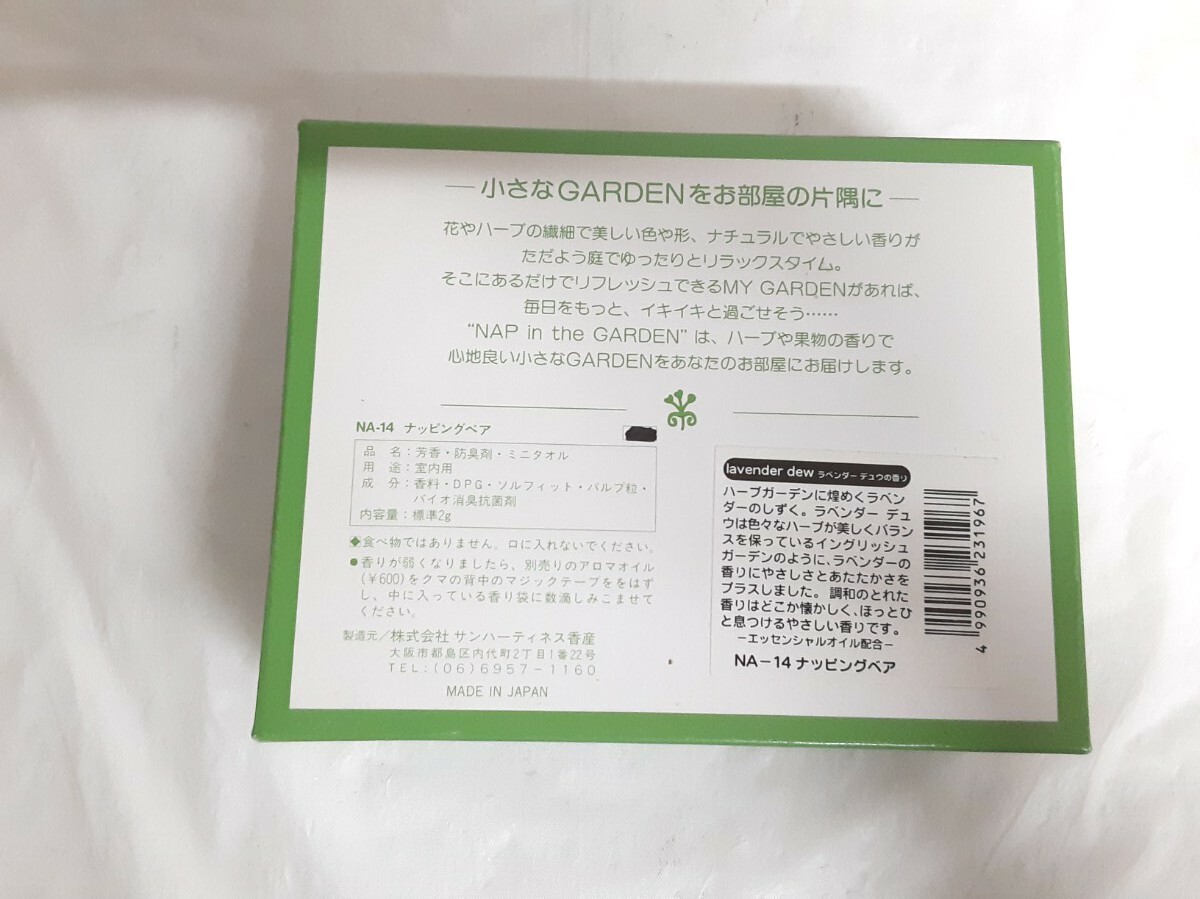 ―小さなGARDENをお部屋の片隅に―
花やハーブの繊細で美しい色や形、ナチュラルでやさしい香りが
ただよう庭でゆったりとリラックスタイム。
そこにあるだけでリフレッシュできるMY GARDENがあれば、
毎日をもっと、イキイキと過ごせそう……
“NAP in the GARDEN”は、ハーブや果物の香りで
心地良い小さなGARDENをあなたのお部屋にお届けします。
NA-14 ナッピングベア
品 名：芳香・防臭剤・ミニタオル
用 途：室内用
成 分：香料・DPG・ソルフィット・パルプ粒・
バイオ消臭抗菌剤
内容量：標準2g
◆食べ物ではありません。口に入れないでください。
●香りが弱くなりましたら、別売りのアロマオイル
(￥600)をクマの背中のマジックテープををはず
し、中に入っている香り袋に数滴しみこませて
ください。
製造元／株式会社 サンハーティネス香産
大阪市都島区内代町2丁目1番22号
TEL:(06)6957-1160
MADE IN JAPAN
lavender dew ラベンダー デュウの香り
ハーブガーデンに煌めくラベン
ダーのしずく。ラベンダー デュ
ウは色々なハーブが美しくバラン
スを保っているイングリッシュ
ガーデンのように、ラベンダーの
香りにやさしさとあたたかさを
プラスしました。調和のとれた
香りはどこか懐かしく、ほっとひ
と息つけるやさしい香りです。
―エッセンシャルオイル配合―
NA-14 ナッピングベア
4 990936 231967